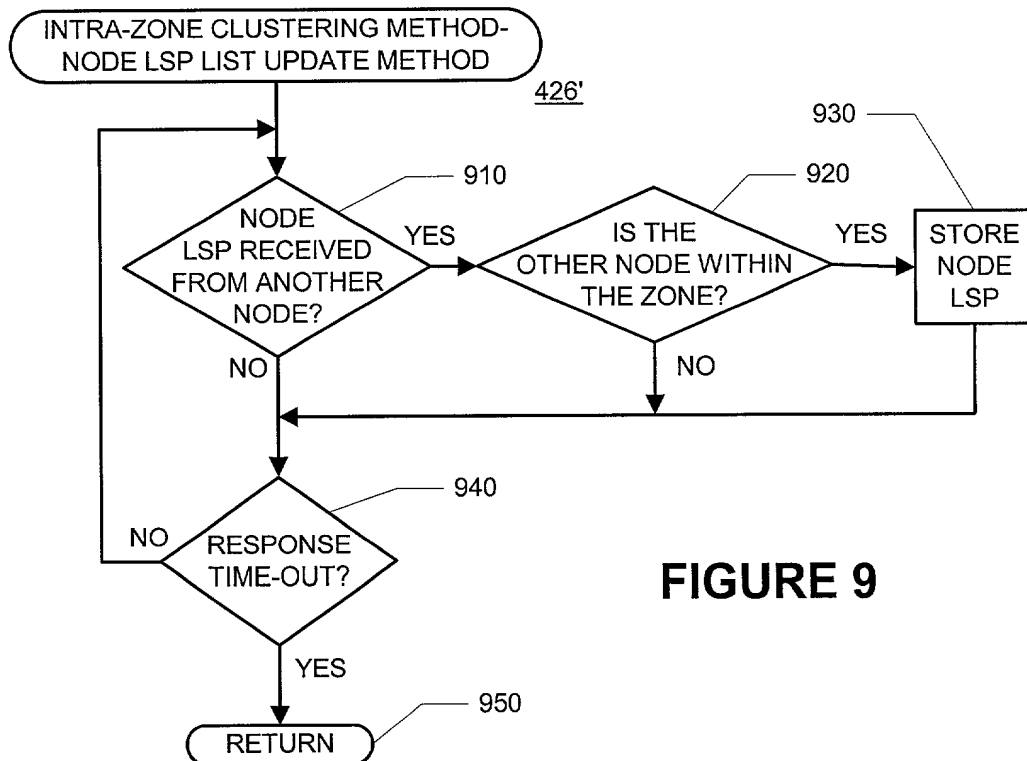 INTRA-ZONE CLUSTERING METHOD-
NODE LSP LIST UPDATE METHOD
426'
930
910
920
NODE
LSP RECEIVED
FROM ANOTHER
NODE?
YES
IS THE
OTHER NODE WITHIN
THE ZONE?
YES
STORE
NODE
LSP
NO
NO
940
NO
RESPONSE
TIME-OUT?
FIGURE 9
YES
950
RETURN